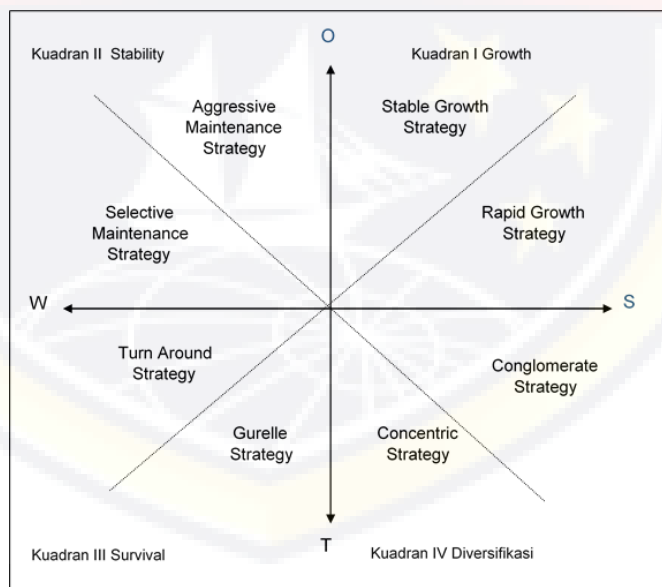 O
Kuadran II  Stability
Kuadran I Growth
Aggressive
Maintenance
Strategy
Stable Growth
Strategy
Selective
Maintenance
Strategy
Rapid Growth
Strategy
W
S
Turn Around
Strategy
Conglomerate
Strategy
Gurelle
Strategy
Concentric
Strategy
T
Kuadran III Survival
Kuadran IV Diversifikasi